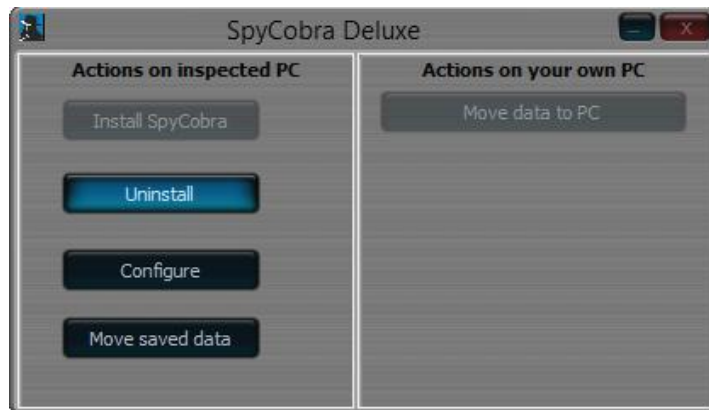 SpyCobra Deluxe
Actions on inspected PC
Install SpyCobra
Uninstall
Configure
Move saved data
Actions on your own PC
Move data to PC